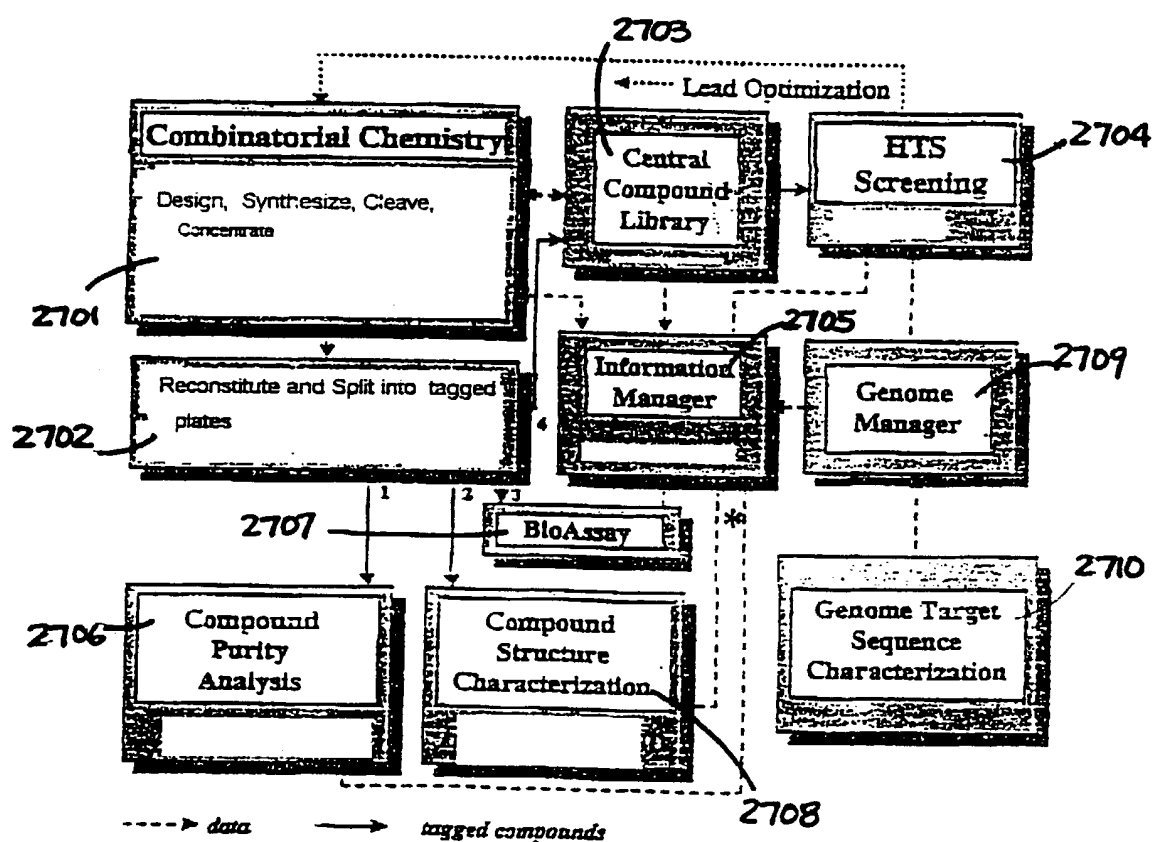 2703
Lead Optimization
Combinatorial Chemistry
Design, Synthesize, Cleave,
Concentrate
2701
Central
Compound
Library
HTS
Screening
2704
Reconstitute and Split into tagged
plates
2702
4
2705
Information
Manager
2709
Genome
Manager
1
2
3
2707
BioAssay
*
2706
Compound
Purity
Analysis
Compound
Structure
Characterization
2710
Genome Target
Sequence
Characterization
2708
data
tagged compounds